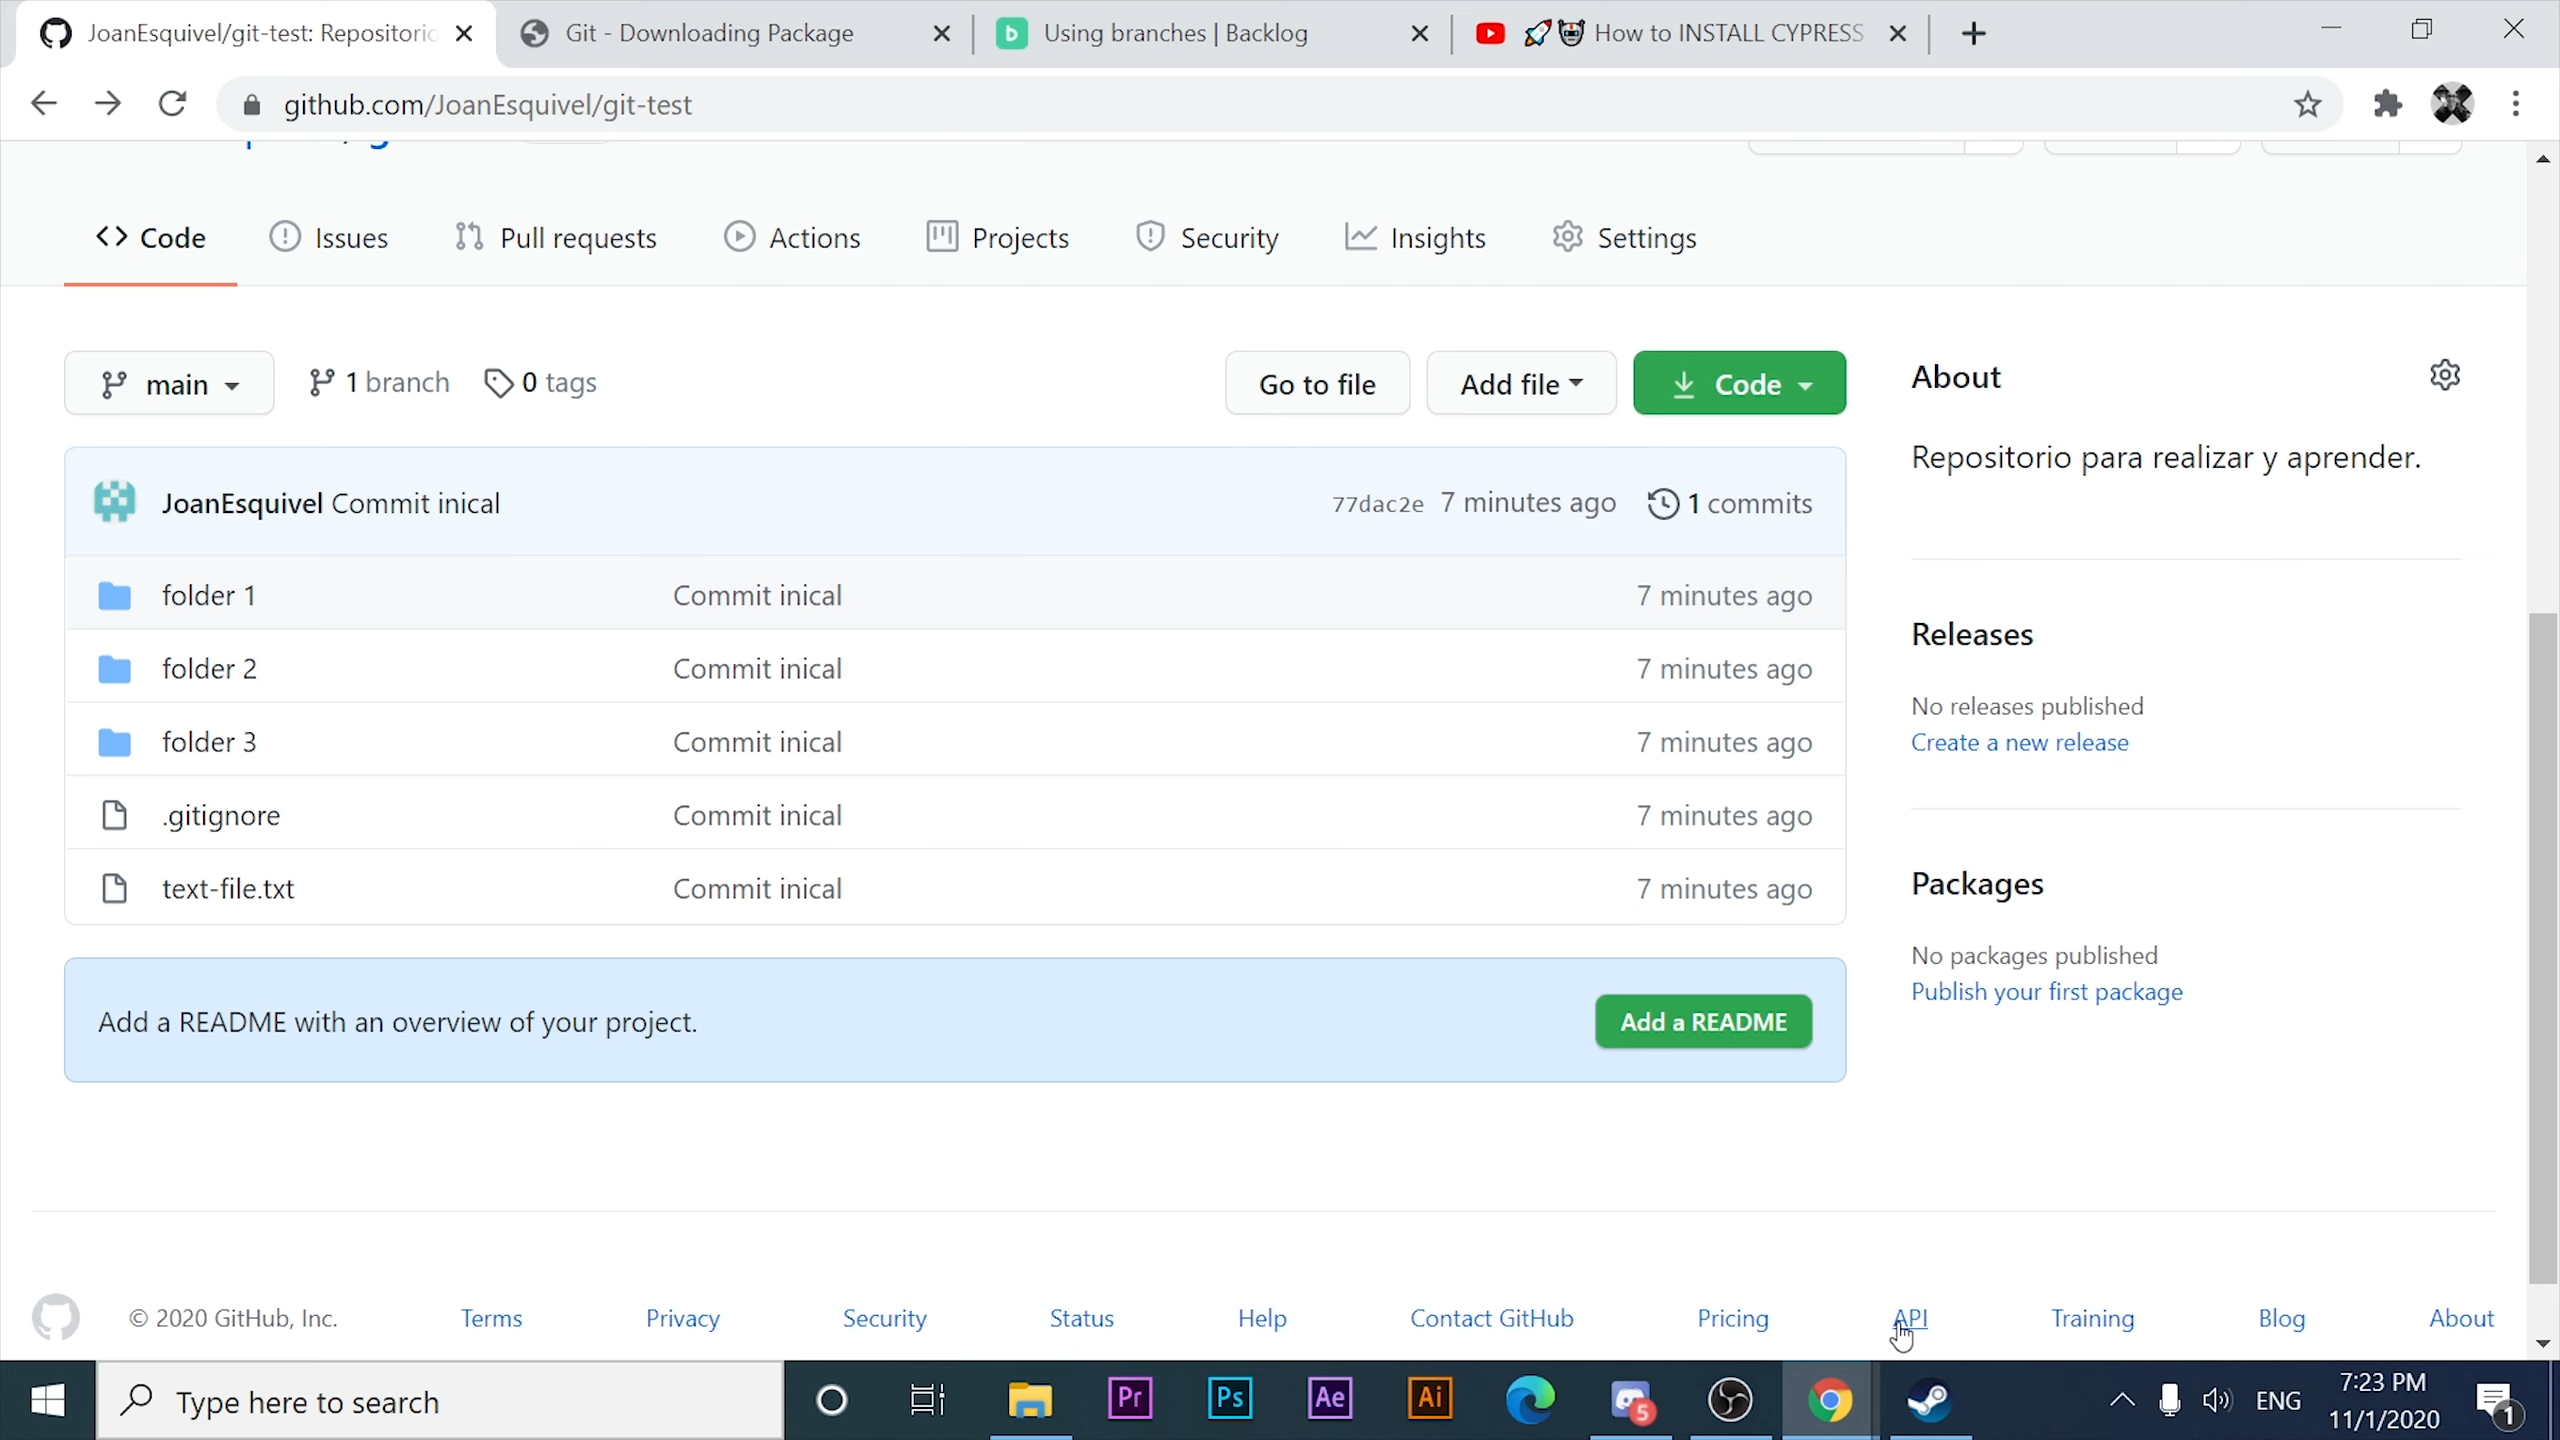 JoanEsquivel/git-test: Repositorio
Git - Downloading Package
Using branches | Backlog
How to INSTALL CYPRESS
github.com/JoanEsquivel/git-test
Code
Issues
Pull requests
Actions
Projects
Security
Insights
Settings
main
1 branch
0 tags
Go to file
Add file
Code
About
Repositorio para realizar y aprender.
JoanEsquivel Commit inical
77dac2e 7 minutes ago
1 commits
folder 1 Commit inical 7 minutes ago
folder 2 Commit inical 7 minutes ago
folder 3 Commit inical 7 minutes ago
.gitignore Commit inical 7 minutes ago
text-file.txt Commit inical 7 minutes ago
Releases
No releases published
Create a new release
Packages
No packages published
Publish your first package
Add a README with an overview of your project.
Add a README
© 2020 GitHub, Inc.
Terms
Privacy
Security
Status
Help
Contact GitHub
Pricing
API
Training
Blog
About
Type here to search
Pr
Ps
Ae
Ai
5
ENG
7:23 PM
11/1/2020
1